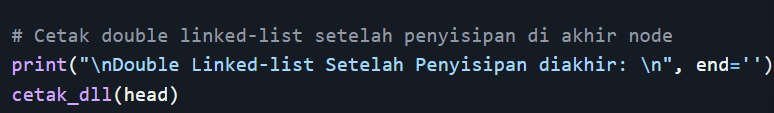 # Cetak double linked-list setelah penyisipan di akhir node
print("\nDouble Linked-list Setelah Penyisipan diakhir: \n", end='')
cetak_dll(head)